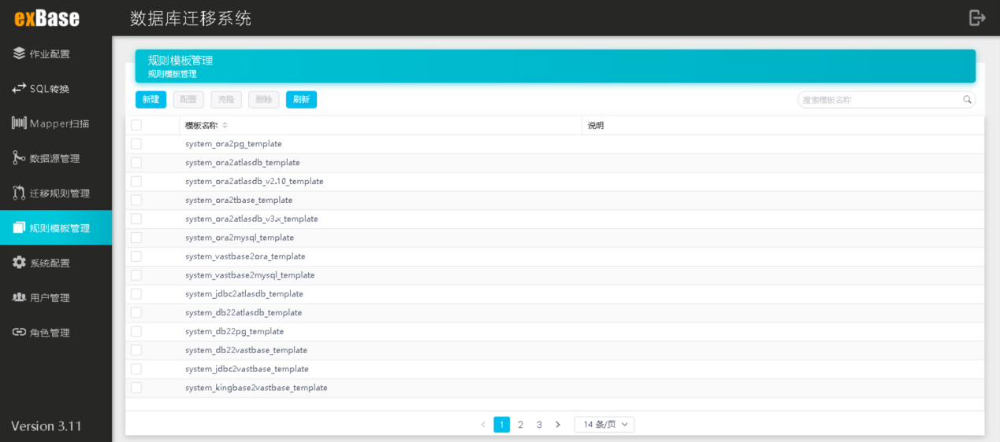 exBase
数据库迁移系统
作业配置
SQL转换
Mapper扫描
数据源管理
迁移规则管理
规则模板管理
系统配置
用户管理
角色管理
Version 3.11
规则模板管理
规则模板管理
新建 配置 克隆 删除 刷新 搜索模板名称
模板名称 说明
system_ora2pg_template
system_ora2atlasdb_template
system_ora2atlasdb_v2.10_template
system_ora2tbase_template
system_ora2atlasdb_v3.x_template
system_ora2mysql_template
system_vastbase2ora_template
system_vastbase2mysql_template
system_jdbc2atlasdb_template
system_db22atlasdb_template
system_db22pg_template
system_db22vastbase_template
system_jdbc2vastbase_template
system_kingbase2vastbase_template
1 2 3 14 条/页